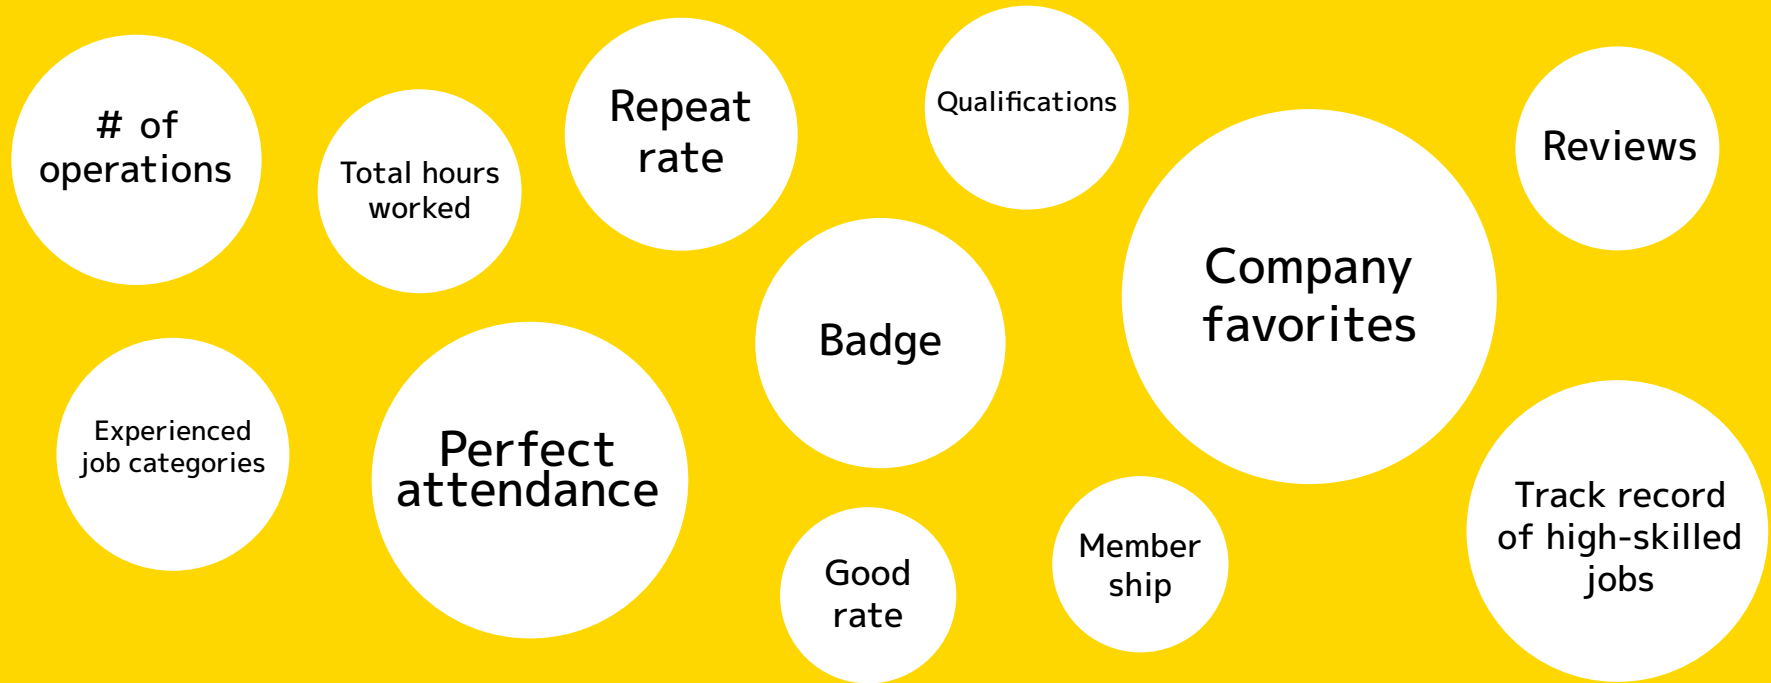 # of
operations
Total hours
worked
Repeat
rate
Qualifications
Company
favorites
Reviews
Experienced
job categories
Perfect
attendance
Badge
Good
rate
Member
ship
Track record
of high-skilled
jobs